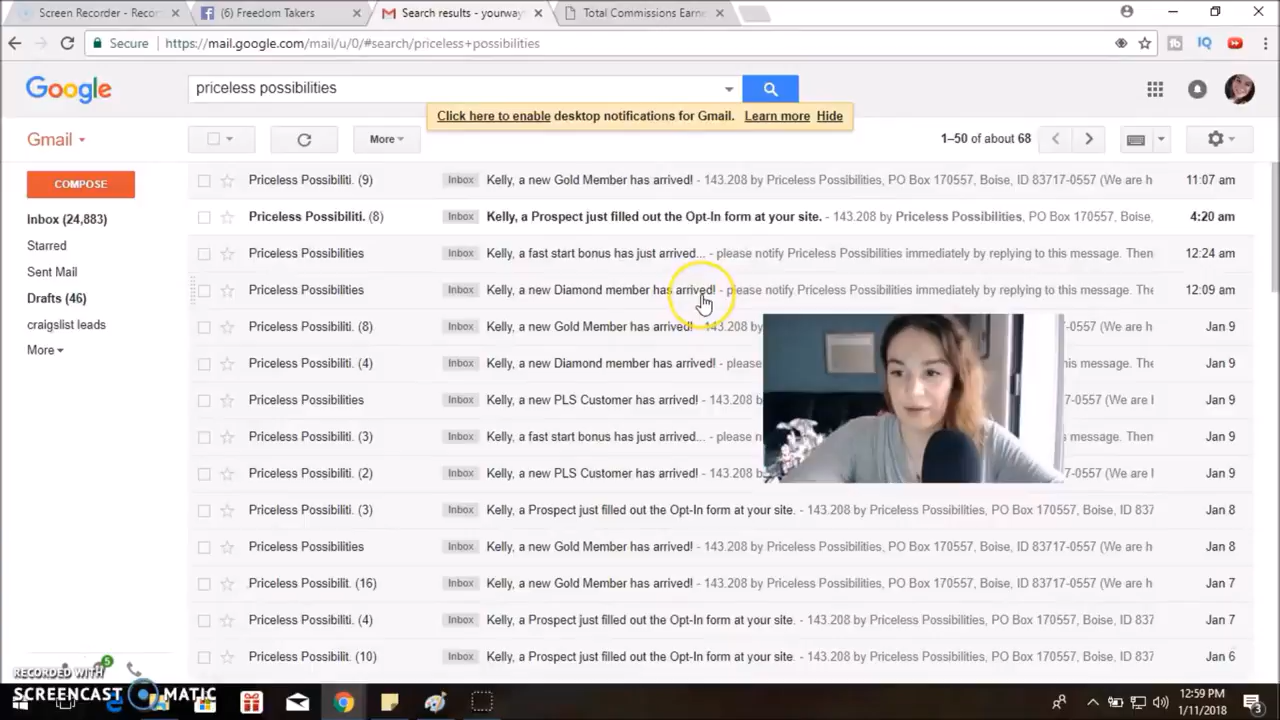 Screen Recorder - Recor
(6) Freedom Takers
Search results - yourway
Total Commissions Earne
Secure https://mail.google.com/mail/u/0/#search/priceless+possibilities
Google
priceless possibilities
Click here to enable desktop notifications for Gmail. Learn more Hide
Gmail
More
1–50 of about 68
COMPOSE
Inbox (24,883)
Starred
Sent Mail
Drafts (46)
craigslist leads
More
Priceless Possibiliti. (9) Inbox Kelly, a new Gold Member has arrived! - 143.208 by Priceless Possibilities, PO Box 170557, Boise, ID 83717-0557 (We are h 11:07 am
Priceless Possibiliti. (8) Inbox Kelly, a Prospect just filled out the Opt-In form at your site. - 143.208 by Priceless Possibilities, PO Box 170557, Boise, 4:20 am
Priceless Possibilities Inbox Kelly, a fast start bonus has just arrived... - please notify Priceless Possibilities immediately by replying to this message. Then 12:24 am
Priceless Possibilities Inbox Kelly, a new Diamond member has arrived! - please notify Priceless Possibilities immediately by replying to this message. The 12:09 am
Priceless Possibiliti. (8) Inbox Kelly, a new Gold Member has arrived! - 143.208 -0557 (We are h Jan 9
Priceless Possibiliti. (4) Inbox Kelly, a new Diamond member has arrived! - pleas his message. The Jan 9
Priceless Possibilities Inbox Kelly, a new PLS Customer has arrived! - 143.208 -0557 (We are h Jan 9
Priceless Possibiliti. (3) Inbox Kelly, a fast start bonus has just arrived... - please n message. Then Jan 9
Priceless Possibiliti. (2) Inbox Kelly, a new PLS Customer has arrived! - 143.208 -0557 (We are h Jan 9
Priceless Possibiliti. (3) Inbox Kelly, a Prospect just filled out the Opt-In form at your site. - 143.208 by Priceless Possibilities, PO Box 170557, Boise, ID 837 Jan 8
Priceless Possibilities Inbox Kelly, a new Gold Member has arrived! - 143.208 by Priceless Possibilities, PO Box 170557, Boise, ID 83717-0557 (We are h Jan 8
Priceless Possibilit. (16) Inbox Kelly, a new Gold Member has arrived! - 143.208 by Priceless Possibilities, PO Box 170557, Boise, ID 83717-0557 (We are h Jan 7
Priceless Possibiliti. (4) Inbox Kelly, a Prospect just filled out the Opt-In form at your site. - 143.208 by Priceless Possibilities, PO Box 170557, Boise, ID 837 Jan 7
Priceless Possibilit. (10) Inbox Kelly, a Prospect just filled out the Opt-In form at your site. - 143.208 by Priceless Possibilities, PO Box 170557, Boise, ID 837 Jan 6
5
RECORDED WITH
SCREENCAST MATIC
12:59 PM
1/11/2018
3